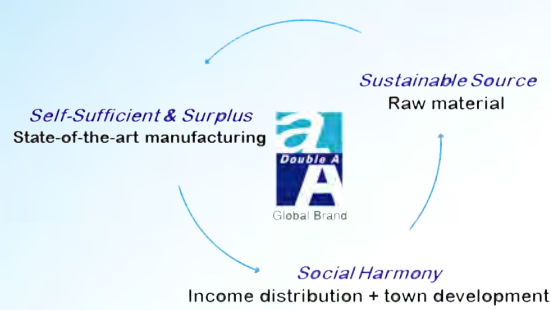 Sustainable Source
Raw material
Self-Sufficient & Surplus
State-of-the-art manufacturing
a
Double A
A
Global Brand
Social Harmony
Income distribution + town development